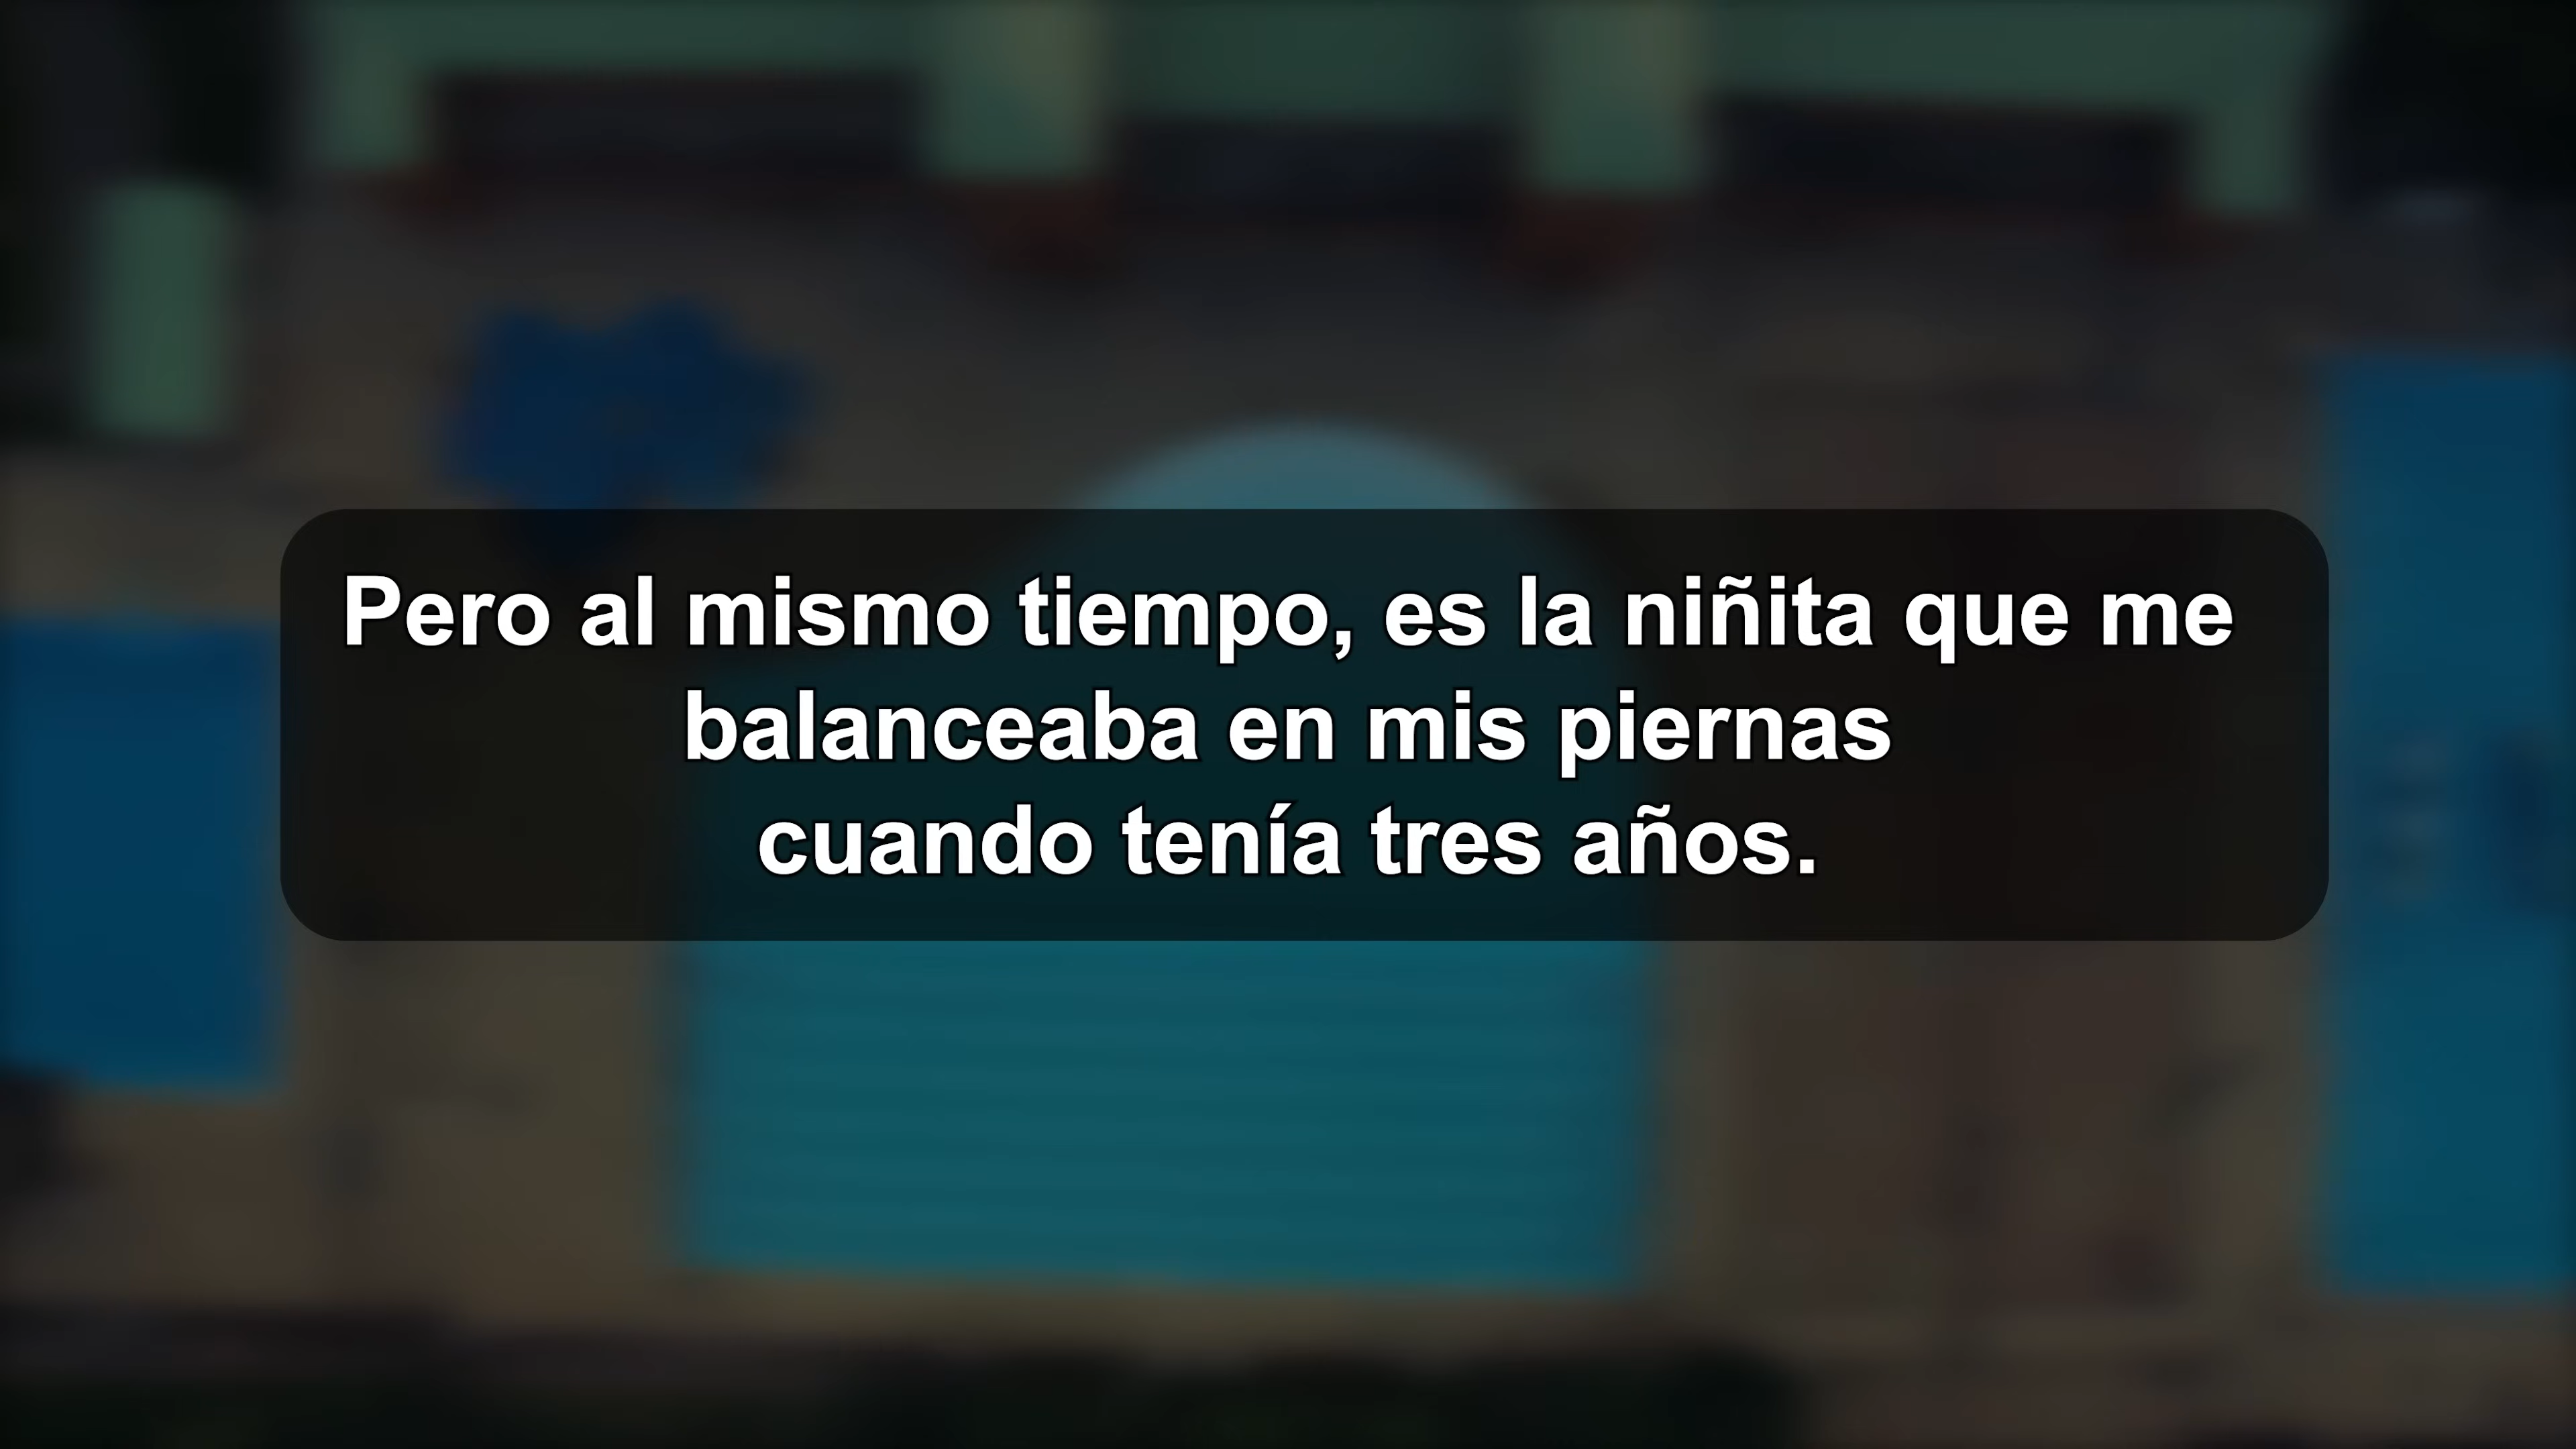 Pero al mismo tiempo, es la niñita que me
balanceaba en mis piernas
cuando tenía tres años.